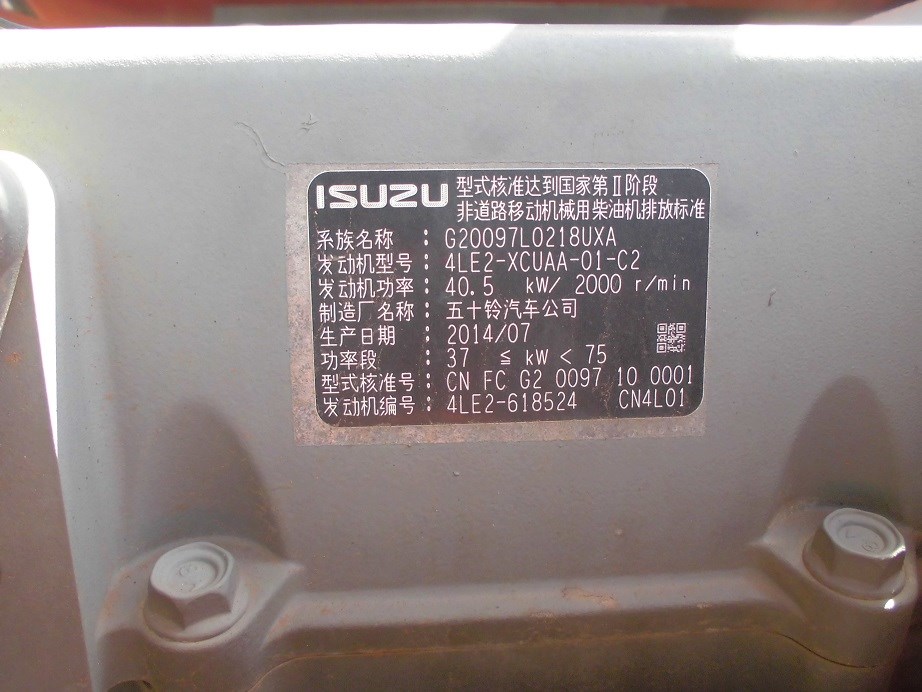 ISUZU 型式核准达到国家第Ⅱ阶段
非道路移动机械用柴油机排放标准
系族名称 : G20097L0218UXA
发动机型号 : 4LE2-XCUAA-01-C2
发动机功率 : 40.5 kW/ 2000 r/min
制造厂名称 : 五十铃汽车公司
生产日期 : 2014/07
功率段 : 37 ≦ kW < 75
型式核准号 : CN FC G2 0097 10 0001
发动机编号 : 4LE2-618524 CN4L01